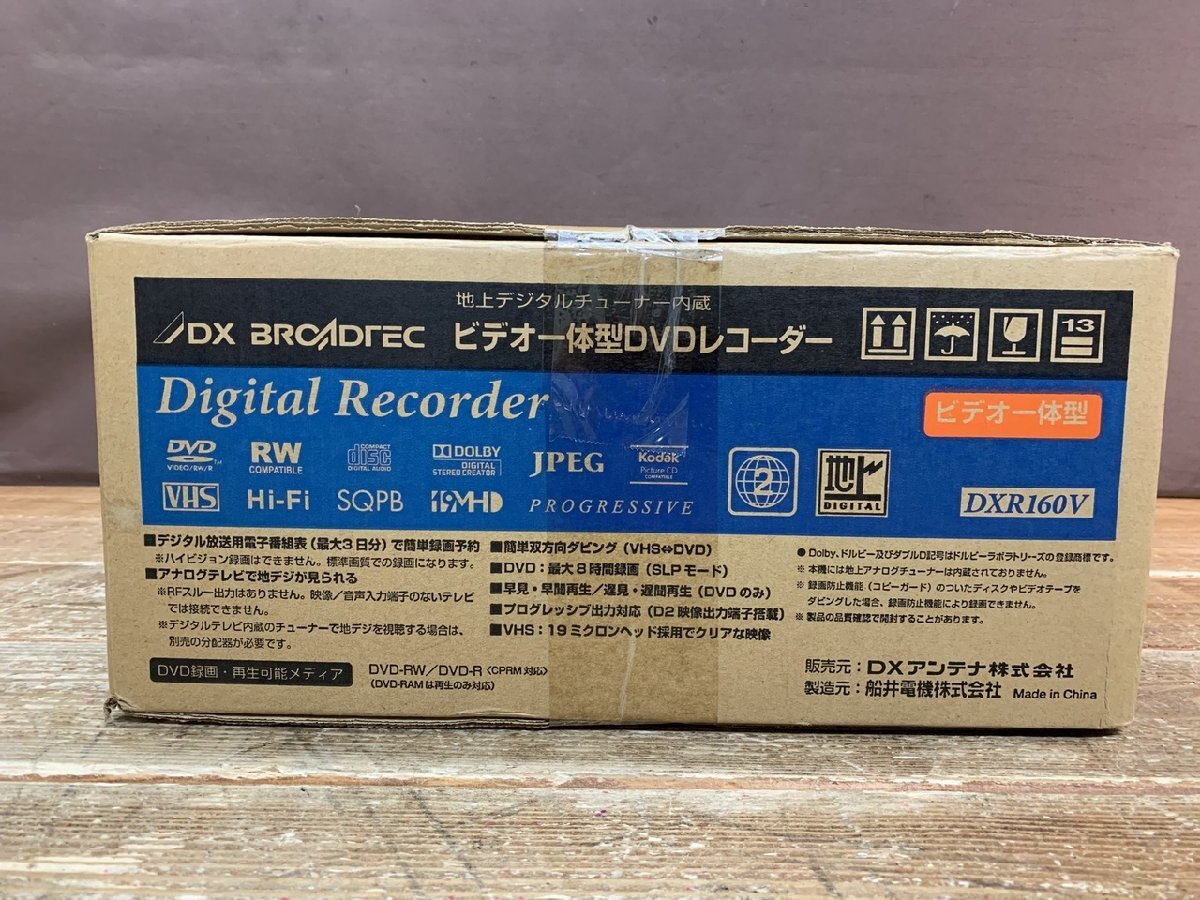 地上デジタルチューナー内蔵
DX BROADTEC ビデオ一体型DVDレコーダー
13
Digital Recorder
ビデオ一体型
DVD
VIDEO/RW/R
TM
RW
COMPATIBLE
COMPACT
disc
DIGITAL AUDIO
DOLBY
DIGITAL
STEREO CREATOR
JPEG
Kodak
Picture CD
COMPATIBLE
2
地上
DIGITAL
VHS
Hi-Fi
SQPB
19μHD
PROGRESSIVE
DXR160V
■デジタル放送用電子番組表(最大3日分)で簡単録画予約
※ハイビジョン録画はできません。標準画質での録画になります。
■アナログテレビで地デジが見られる
※RFスルー出力はありません。映像/音声入力端子のないテレビ
では接続できません。
※デジタルテレビ内蔵のチューナーで地デジを視聴する場合は、
別売の分配器が必要です。
■簡単双方向ダビング(VHS⇔DVD)
■DVD:最大8時間録画(SLPモード)
■早見・早聞再生/遅見・遅聞再生(DVDのみ)
■プログレッシブ出力対応(D2映像出力端子搭載)
■VHS:19ミクロンヘッド採用でクリアな映像
● Dolby、ドルビー及びダブルD記号はドルビーラボラトリーズの登録商標です。
※ 本機には地上アナログチューナーは内蔵されておりません。
※ 録画防止機能(コピーガード)のついたディスクやビデオテープを
ダビングした場合、録画防止機能により録画できません。
※ 製品の品質確認で開封することがあります。
DVD録画・再生可能メディア
DVD-RW/DVD-R〈CPRM対応〉
(DVD-RAMは再生のみ対応)
販売元:DXアンテナ株式会社
製造元:船井電機株式会社 Made in China